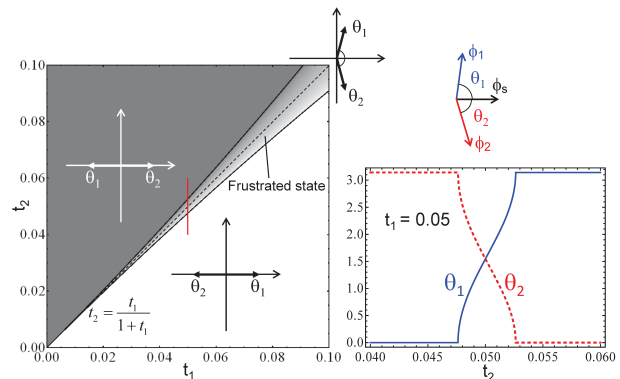 θ1
θ2
ϕ1
θ1
ϕs
θ2
ϕ2
0.10
0.08
0.06
0.04
0.02
0.00
t2
θ1 θ2
Frustrated state
θ2 θ1
t2 = t1 / 1 + t1
0.00 0.02 0.04 0.06 0.08 0.10
t1
3.0
2.5
2.0
1.5
1.0
0.5
0.0
t1 = 0.05
θ1 θ2
0.040 0.045 0.050 0.055 0.060
t2